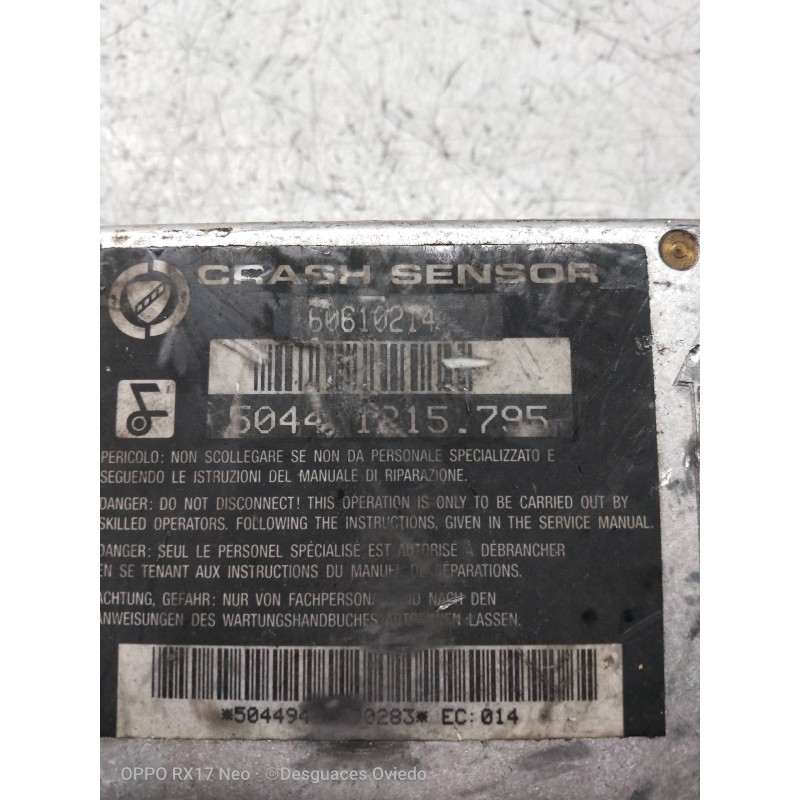 CRASH SENSOR
60610214
1215.795
PERICOLO: NON SCOLLEGARE SE NON DA PERSONALE SPECIALIZZATO E
SEGUENDO LE ISTRUZIONI DEL MANUALE DI RIPARAZIONE.
DANGER: DO NOT DISCONNECT! THIS OPERATION IS ONLY TO BE CARRIED OUT BY
SKILLED OPERATORS. FOLLOWING THE INSTRUCTIONS, GIVEN IN THE SERVICE MANUAL.
DANGER: SEUL LE PERSONEL SPÉCIALISÉ EST AUTORISÉ A DÉBRANCHER
EN SE TENANT AUX INSTRUCTIONS DU MANUEL DE RÉPARATIONS.
ACHTUNG, GEFAHR: NUR VON NACH DEN
ANWEISUNGEN DES WARTUNGSHANDBUCHES LASSEN.
EC:014
OPPO RX17 Neo - ©Desguaces Oviedo